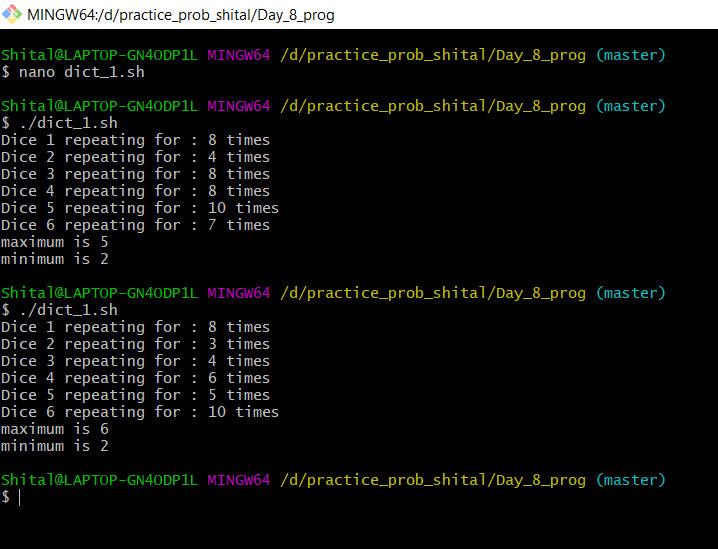 MINGW64:/d/practice_prob_shital/Day_8_prog
Shital@LAPTOP-GN4ODP1L MINGW64 /d/practice_prob_shital/Day_8_prog (master)
$ nano dict_1.sh
Shital@LAPTOP-GN4ODP1L MINGW64 /d/practice_prob_shital/Day_8_prog (master)
$ ./dict_1.sh
Dice 1 repeating for : 8 times
Dice 2 repeating for : 4 times
Dice 3 repeating for : 8 times
Dice 4 repeating for : 8 times
Dice 5 repeating for : 10 times
Dice 6 repeating for : 7 times
maximum is 5
minimum is 2
Shital@LAPTOP-GN4ODP1L MINGW64 /d/practice_prob_shital/Day_8_prog (master)
$ ./dict_1.sh
Dice 1 repeating for : 8 times
Dice 2 repeating for : 3 times
Dice 3 repeating for : 4 times
Dice 4 repeating for : 6 times
Dice 5 repeating for : 5 times
Dice 6 repeating for : 10 times
maximum is 6
minimum is 2
Shital@LAPTOP-GN4ODP1L MINGW64 /d/practice_prob_shital/Day_8_prog (master)
$